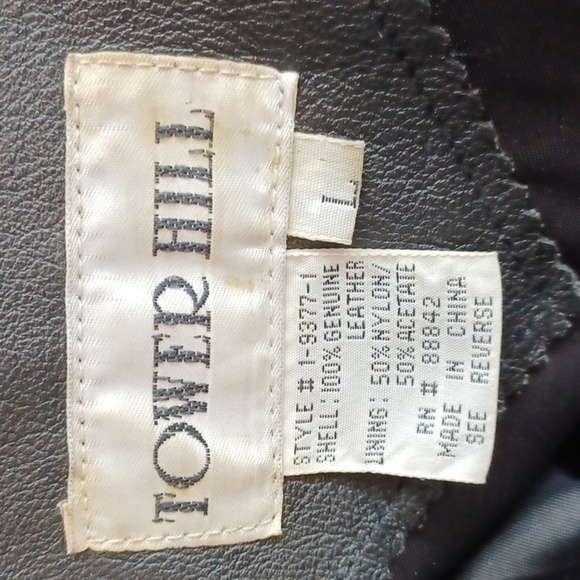 TOWER HILL
L
STYLE # 1-9377-1
SHELL: 100% GENUINE
LEATHER
LINING: 50% NYLON/
50% ACETATE
RN # 88842
MADE IN CHINA
SEE REVERSE